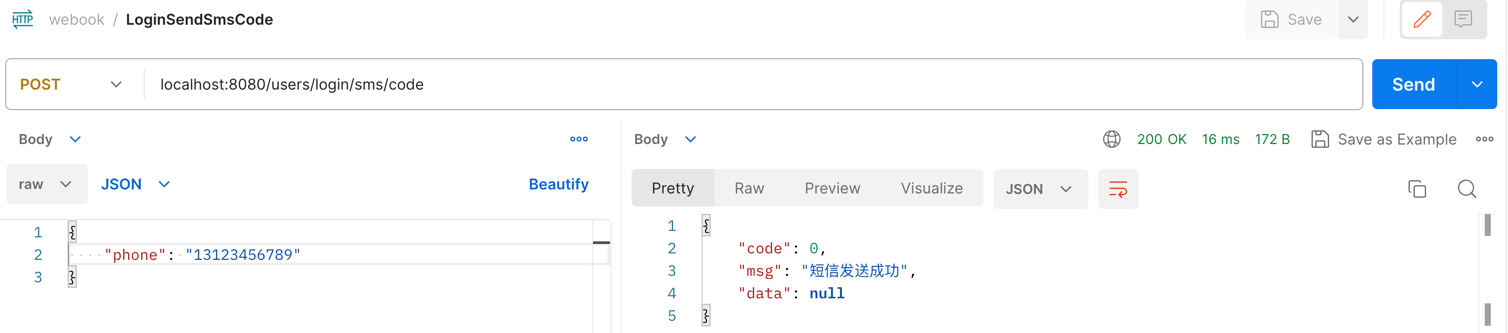 HTTP webook / LoginSendSmsCode Save
POST localhost:8080/users/login/sms/code Send
Body Body 200 OK 16 ms 172 B Save as Example
raw JSON Beautify Pretty Raw Preview Visualize JSON
1 {
2 "phone": "13123456789"
3 }
1 {
2 "code": 0,
3 "msg": "短信发送成功",
4 "data": null
5 }